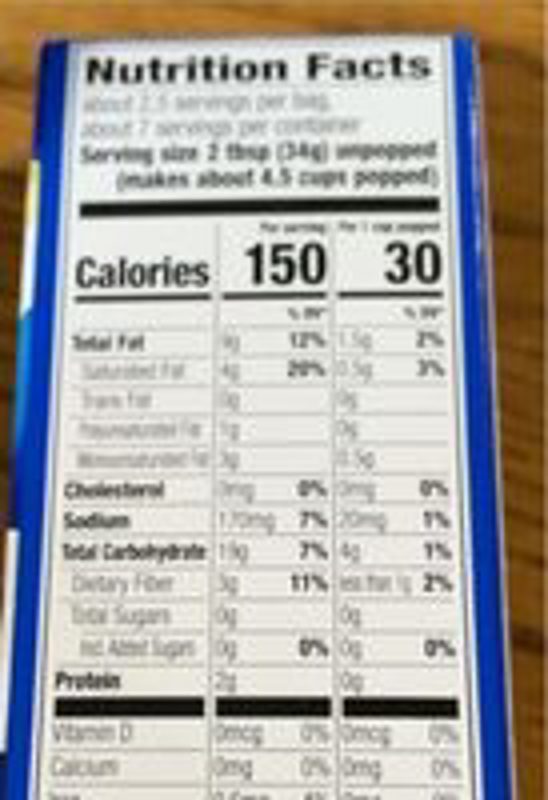 Nutrition Facts
about 2.5 servings per bag,
about 7 servings per container
Serving size 2 tbsp (34g) unpopped
(makes about 4.5 cups popped)
Per serving Per 1 cup popped
Calories 150 30
% DV* % DV*
Total Fat 9g 12% 1.5g 2%
Saturated Fat 4g 20% 0.5g 3%
Trans Fat 0g 0g
Polyunsaturated Fat 1g 0g
Monounsaturated Fat 3g 0.5g
Cholesterol 0mg 0% 0mg 0%
Sodium 170mg 7% 20mg 1%
Total Carbohydrate 19g 7% 4g 1%
Dietary Fiber 3g 11% less than 1g 2%
Total Sugars 0g 0g
Incl. Added Sugars 0g 0% 0g 0%
Protein 2g 0g
Vitamin D 0mcg 0% 0mcg 0%
Calcium 0mg 0% 0mg 0%